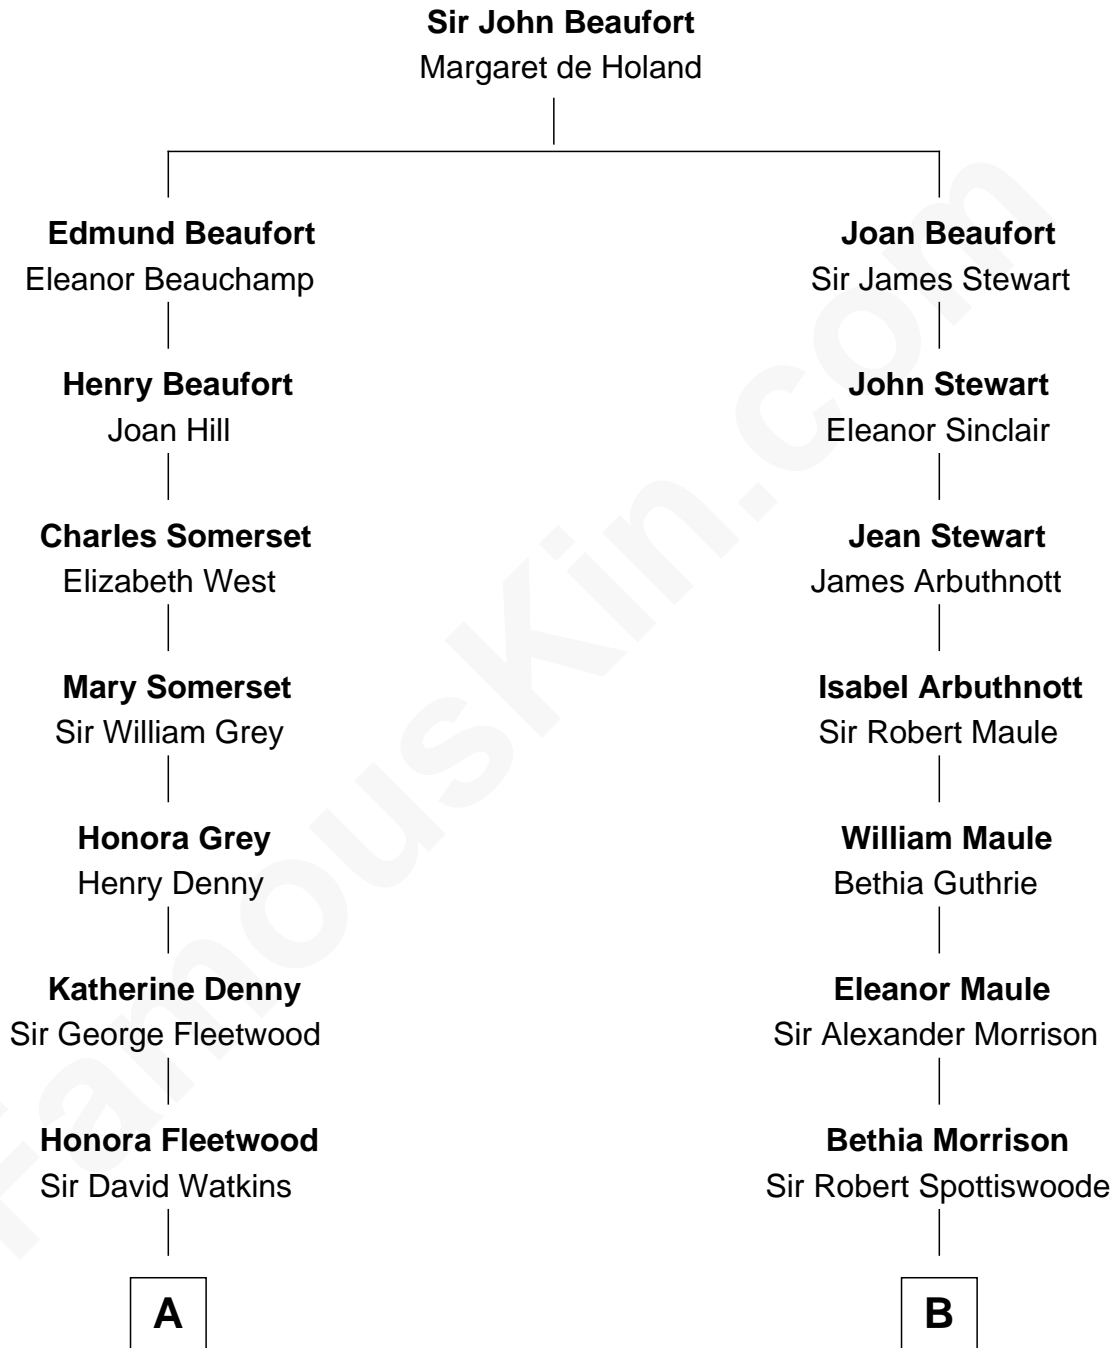 Sir John Beaufort
Margaret de Holand
Edmund Beaufort
Eleanor Beauchamp
Joan Beaufort
Sir James Stewart
Henry Beaufort
Joan Hill
John Stewart
Eleanor Sinclair
Charles Somerset
Elizabeth West
Jean Stewart
James Arbuthnott
Mary Somerset
Sir William Grey
Isabel Arbuthnott
Sir Robert Maule
Honora Grey
Henry Denny
William Maule
Bethia Guthrie
Katherine Denny
Sir George Fleetwood
Eleanor Maule
Sir Alexander Morrison
Honora Fleetwood
Sir David Watkins
Bethia Morrison
Sir Robert Spottiswoode
A
B
FamousKin.com